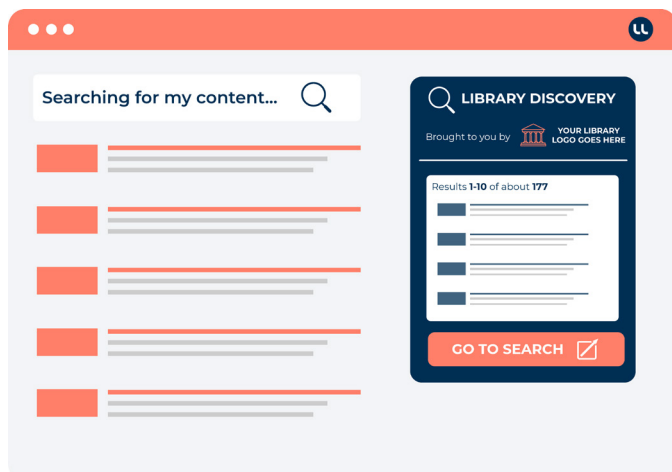 Searching for my content...
LIBRARY DISCOVERY
Brought to you by
YOUR LIBRARY
LOGO GOES HERE
Results 1-10 of about 177
GO TO SEARCH